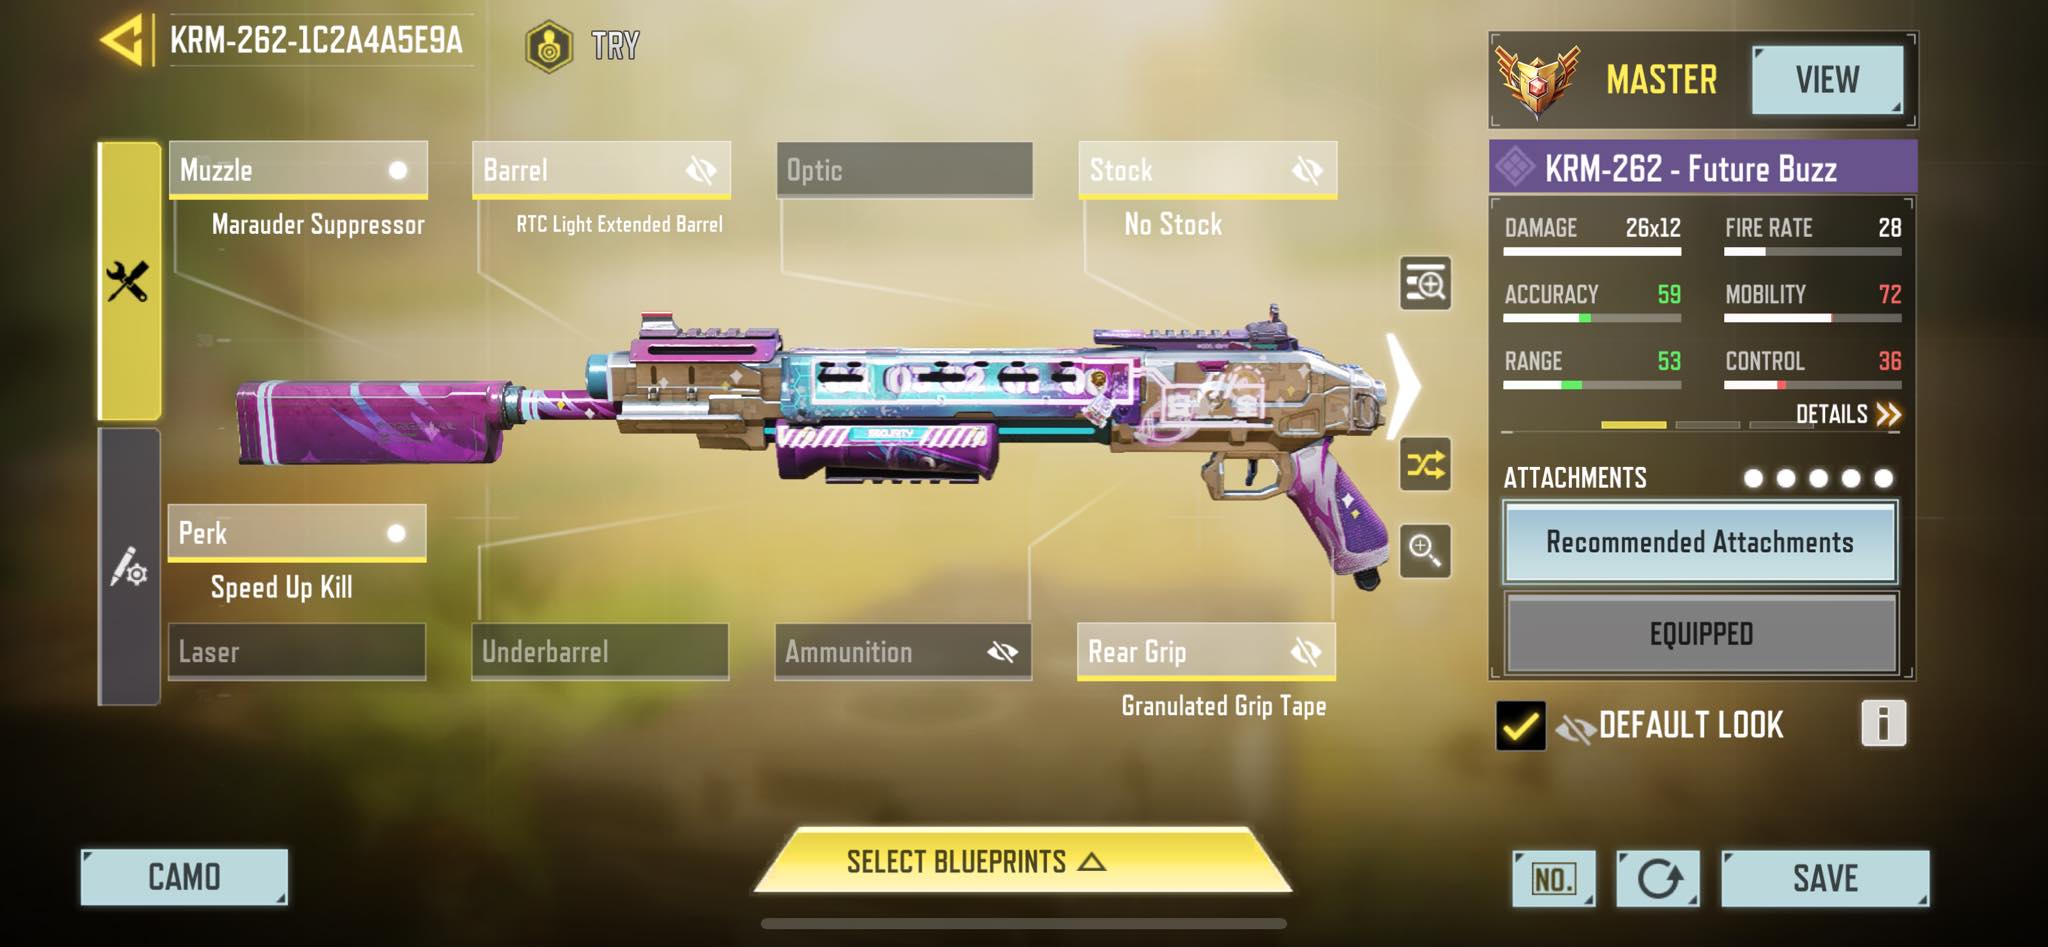 KRM-262-1C2A4A5E9A
TRY
MASTER
VIEW
Muzzle
Marauder Suppressor
Barrel
RTC Light Extended Barrel
Optic
Stock
No Stock
KRM-262 - Future Buzz
DAMAGE 26x12
FIRE RATE 28
ACCURACY 59
MOBILITY 72
RANGE 53
CONTROL 36
DETAILS
ATTACHMENTS
Recommended Attachments
EQUIPPED
SECURITY
Perk
Speed Up Kill
Laser
Underbarrel
Ammunition
Rear Grip
Granulated Grip Tape
DEFAULT LOOK
i
CAMO
SELECT BLUEPRINTS
NO.
SAVE